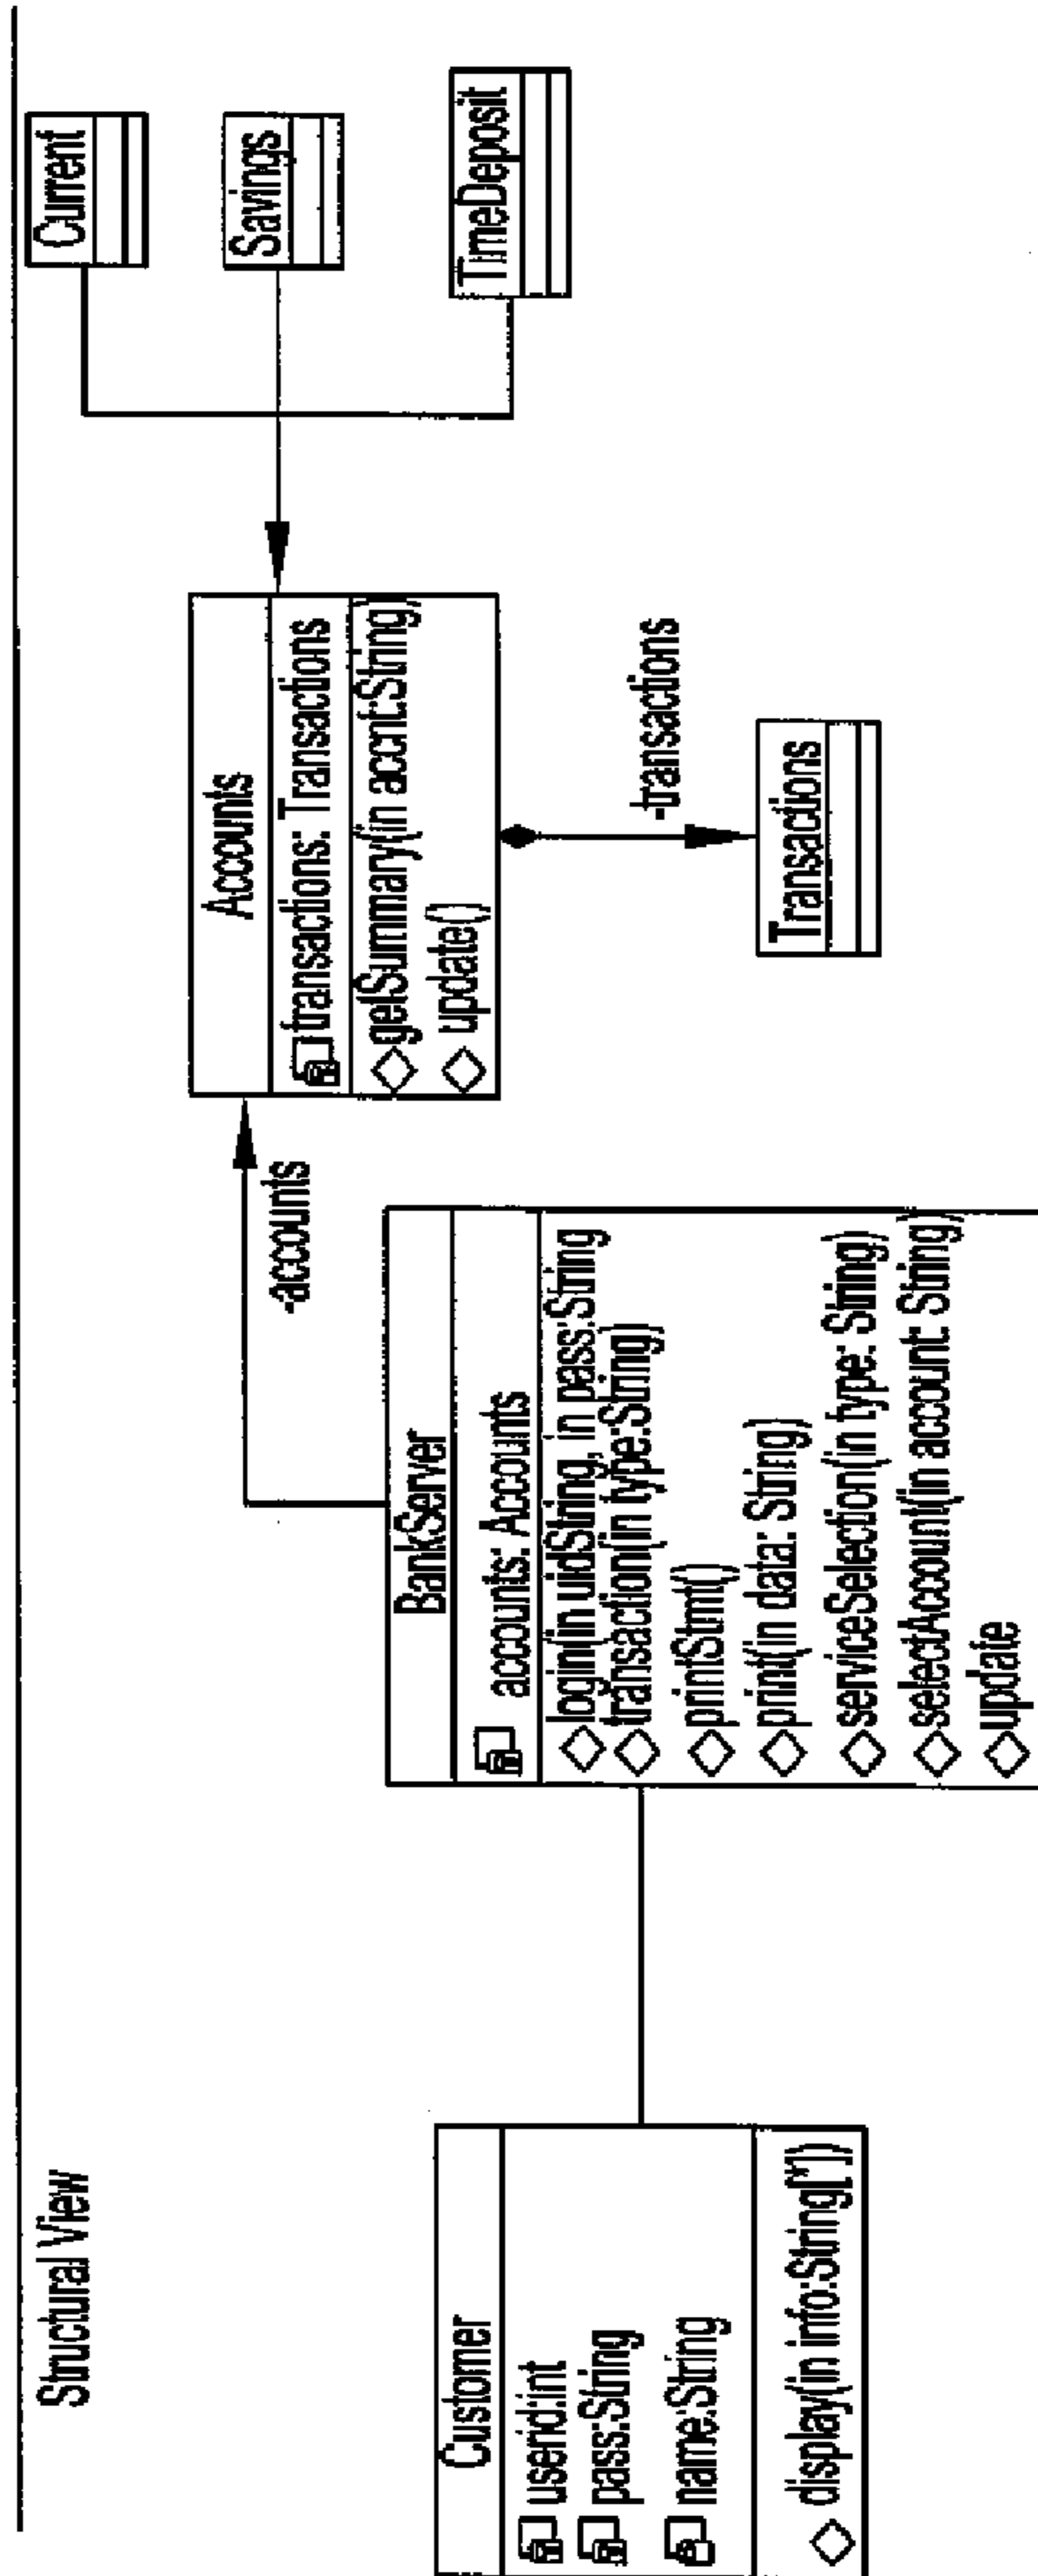 Structural View
Customer
userid:int
pass:String
name:String
display(in info:String[*])
BankServer
accounts: Accounts
login(in uidString, in pass:String
transaction(in type:String)
printStmt()
print(in data: String)
serviceSelection(in type: String)
selectAccount(in account: String)
update
-accounts
Accounts
transactions: Transactions
getSummary(in accnt:String)
update()
-transactions
Transactions
Current
Savings
TimeDeposit